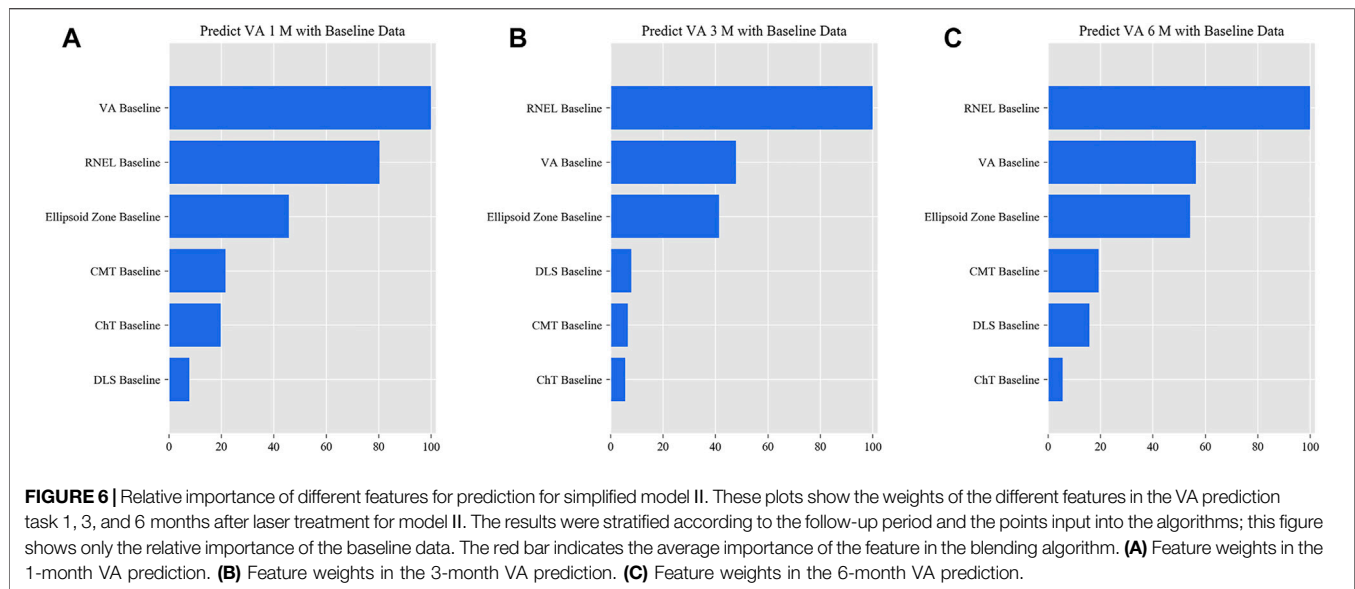 A
Predict VA 1 M with Baseline Data
VA Baseline
RNEL Baseline
Ellipsoid Zone Baseline
CMT Baseline
ChT Baseline
DLS Baseline
0 20 40 60 80 100
B
Predict VA 3 M with Baseline Data
RNEL Baseline
VA Baseline
Ellipsoid Zone Baseline
DLS Baseline
CMT Baseline
ChT Baseline
0 20 40 60 80 100
C
Predict VA 6 M with Baseline Data
RNEL Baseline
VA Baseline
Ellipsoid Zone Baseline
CMT Baseline
DLS Baseline
ChT Baseline
0 20 40 60 80 100
FIGURE 6 | Relative importance of different features for prediction for simplified model II. These plots show the weights of the different features in the VA prediction
task 1, 3, and 6 months after laser treatment for model II. The results were stratified according to the follow-up period and the points input into the algorithms; this figure
shows only the relative importance of the baseline data. The red bar indicates the average importance of the feature in the blending algorithm. (A) Feature weights in the
1-month VA prediction. (B) Feature weights in the 3-month VA prediction. (C) Feature weights in the 6-month VA prediction.